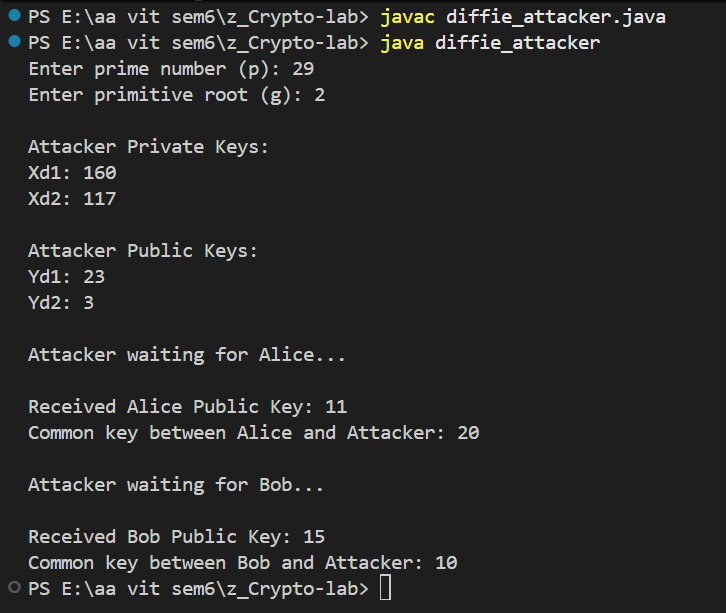 PS E:\aa vit sem6\z_Crypto-lab> javac diffie_attacker.java
PS E:\aa vit sem6\z_Crypto-lab> java diffie_attacker
Enter prime number (p): 29
Enter primitive root (g): 2
Attacker Private Keys:
Xd1: 160
Xd2: 117
Attacker Public Keys:
Yd1: 23
Yd2: 3
Attacker waiting for Alice...
Received Alice Public Key: 11
Common key between Alice and Attacker: 20
Attacker waiting for Bob...
Received Bob Public Key: 15
Common key between Bob and Attacker: 10
PS E:\aa vit sem6\z_Crypto-lab>